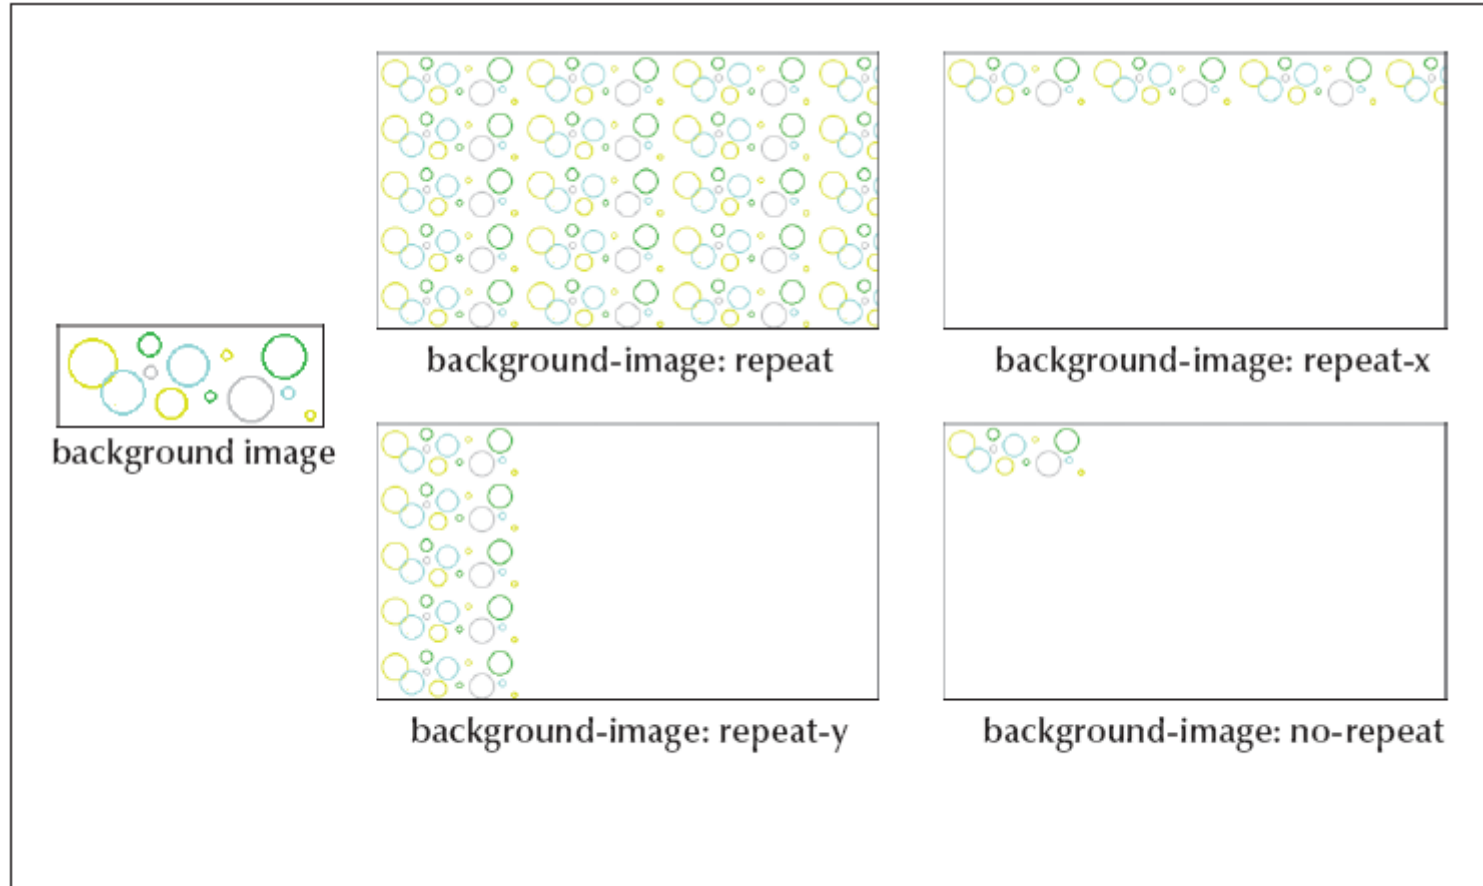 background image
background-image: repeat
background-image: repeat-x
background-image: repeat-y
background-image: no-repeat